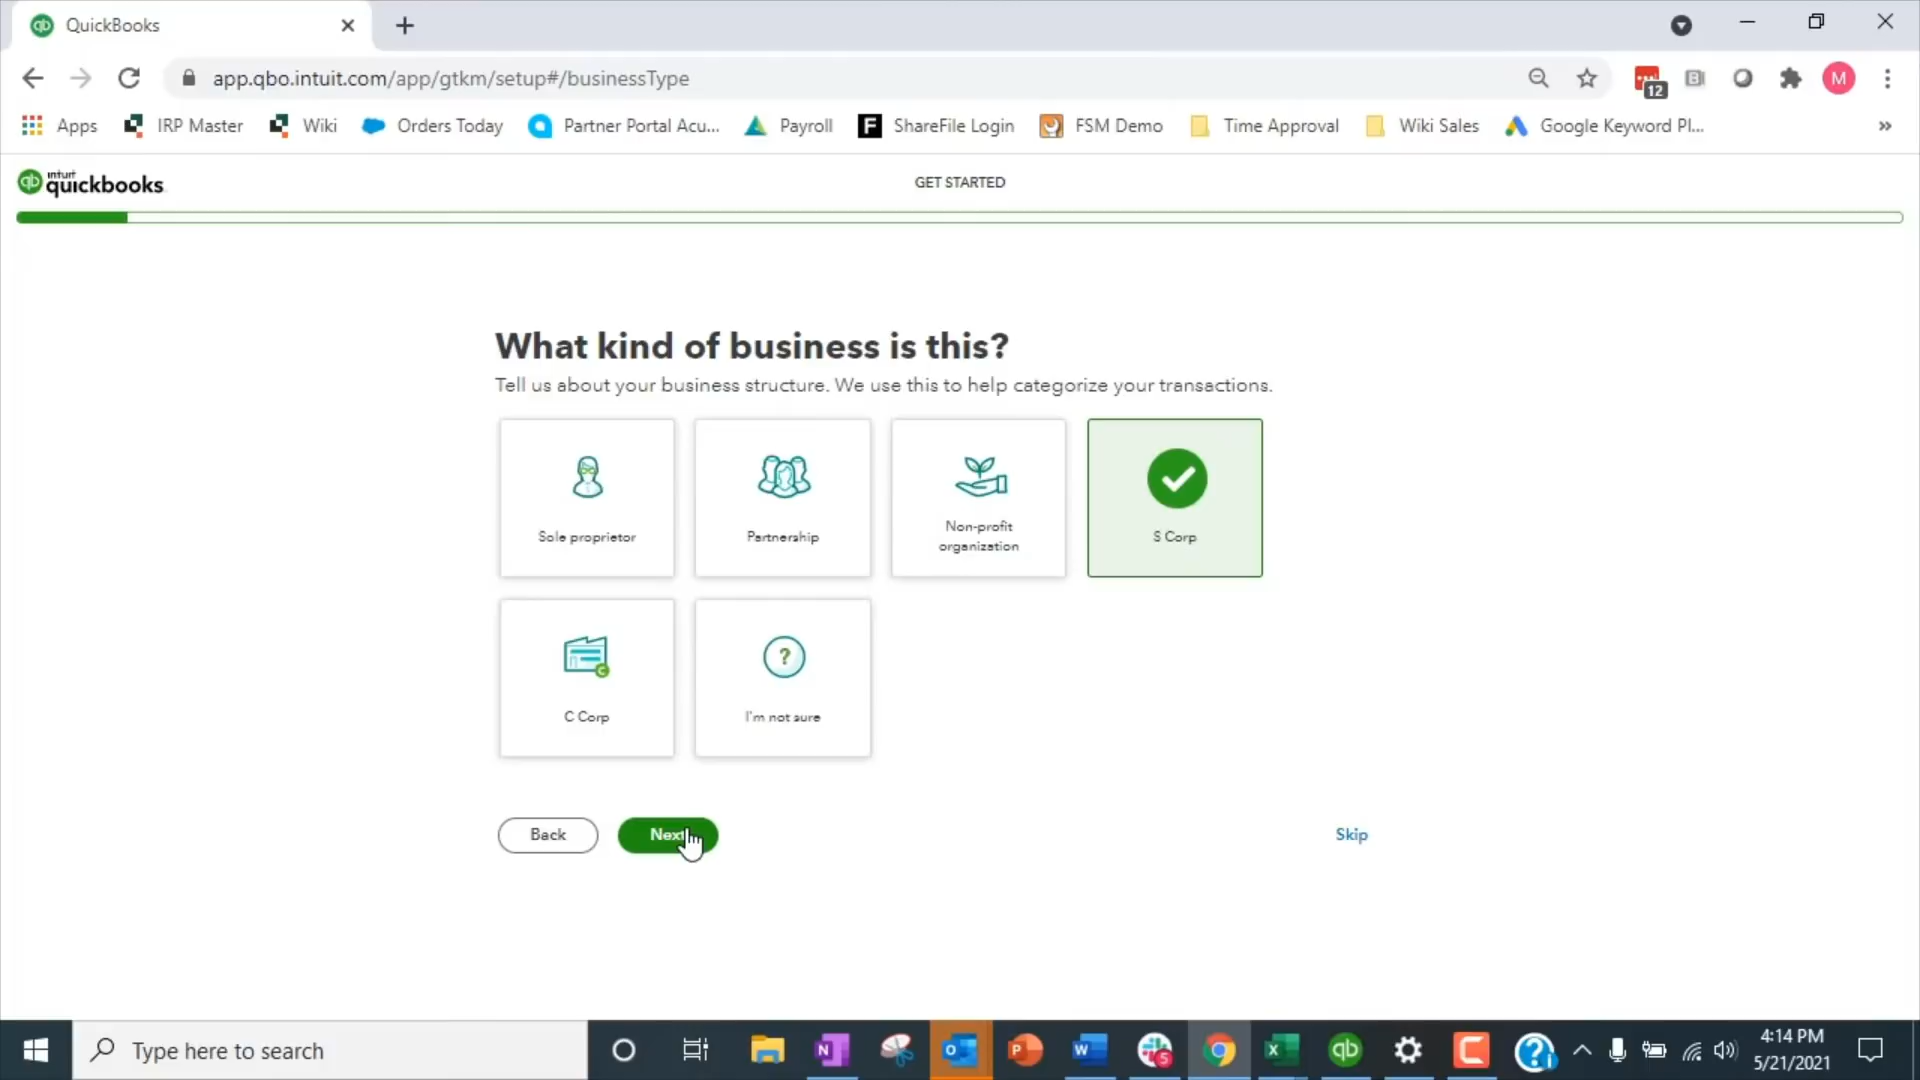 QuickBooks
app.qbo.intuit.com/app/gtkm/setup#/businessType
12
M
Apps
IRP Master
Wiki
Orders Today
Partner Portal Acu...
Payroll
F
ShareFile Login
FSM Demo
Time Approval
Wiki Sales
Google Keyword Pl...
intuit
quickbooks
GET STARTED
What kind of business is this?
Tell us about your business structure. We use this to help categorize your transactions.
Sole proprietor
Partnership
Non-profit
organization
S Corp
C Corp
I'm not sure
Back
Next
Skip
Type here to search
4:14 PM
5/21/2021